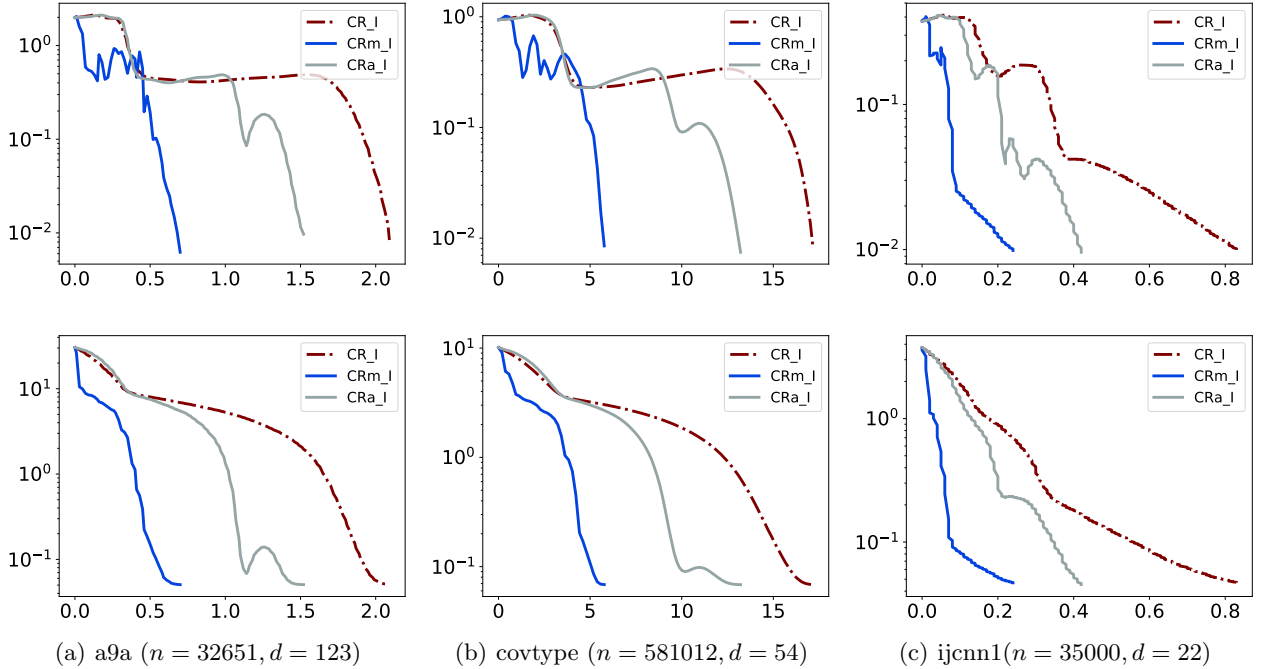 CR_I
CRm_I
CRa_I
10⁰
10⁻¹
10⁻²
0.0 0.5 1.0 1.5 2.0
CR_I
CRm_I
CRa_I
10⁰
10⁻¹
10⁻²
0 5 10 15
CR_I
CRm_I
CRa_I
10⁻¹
10⁻²
0.0 0.2 0.4 0.6 0.8
CR_I
CRm_I
CRa_I
10¹
10⁰
10⁻¹
0.0 0.5 1.0 1.5 2.0
CR_I
CRm_I
CRa_I
10¹
10⁰
10⁻¹
0 5 10 15
CR_I
CRm_I
CRa_I
10⁰
10⁻¹
0.0 0.2 0.4 0.6 0.8
(a) a9a (n = 32651, d = 123)
(b) covtype (n = 581012, d = 54)
(c) ijcnn1(n = 35000, d = 22)